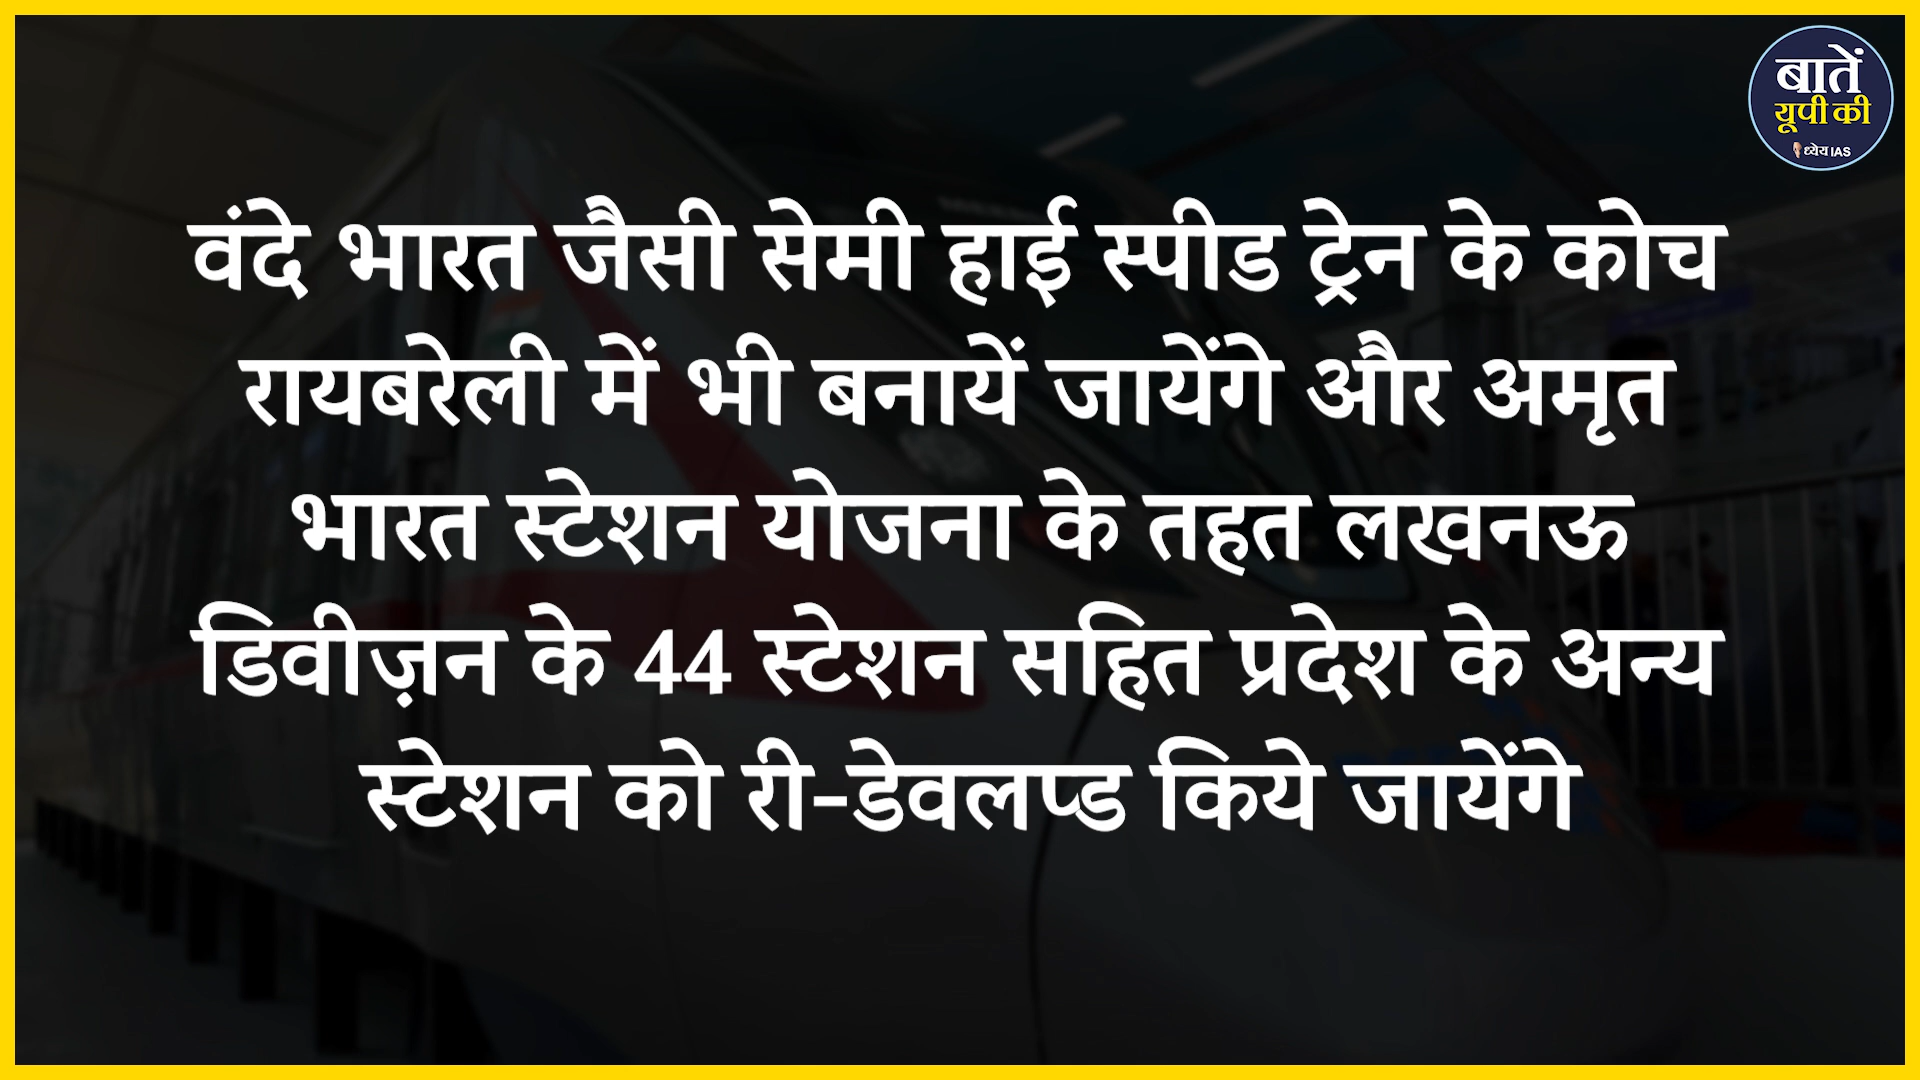 बातें
यूपी की
ध्येय IAS
वंदे भारत जैसी सेमी हाई स्पीड ट्रेन के कोच
रायबरेली में भी बनायें जायेंगे और अमृत
भारत स्टेशन योजना के तहत लखनऊ
डिवीज़न के 44 स्टेशन सहित प्रदेश के अन्य
स्टेशन को री-डेवलप्ड किये जायेंगे